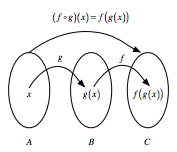 (f∘g)(x)=f(g(x))
g f
x g(x) f(g(x))
A B C